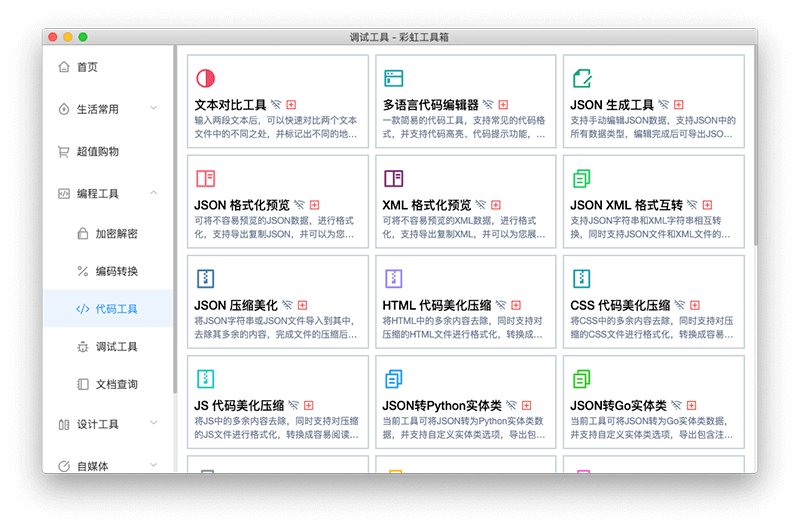 调试工具 - 彩虹工具箱
首页
生活常用
超值购物
编程工具
加密解密
编码转换
代码工具
调试工具
文档查询
设计工具
自媒体
文本对比工具
输入两段文本后，可以快速对比两个文本
文件中的不同之处，并标记出不同的地...
多语言代码编辑器
一款简易的代码工具，支持常见的代码格
式，并支持代码高亮、代码提示功能，...
JSON 生成工具
支持手动编辑JSON数据，支持JSON中的
所有数据类型，编辑完成后可导出JSO...
JSON 格式化预览
可将不容易预览的JSON数据，进行格式
化，支持导出复制JSON，并可以为您...
XML 格式化预览
可将不容易预览的XML数据，进行格式
化，支持导出复制XML，并可以为您展...
JSON XML 格式互转
支持JSON字符串和XML字符串相互转
换，同时支持JSON文件和XML文件的...
JSON 压缩美化
将JSON字符串或JSON文件导入到其中，
去除其多余的内容，完成文件的压缩后...
HTML 代码美化压缩
将HTML中的多余内容去除，同时支持对
压缩的HTML文件进行格式化，转换成...
CSS 代码美化压缩
将CSS中的多余内容去除，同时支持对压
缩的CSS文件进行格式化，转换成容易...
JS 代码美化压缩
将JS中的多余内容去除，同时支持对压缩
的JS文件进行格式化，转换成容易阅读...
JSON转Python实体类
当前工具可将JSON转为Python实体类数
据，并支持自定义实体类选项，导出包...
JSON转Go实体类
当前工具可将JSON转为Go实体类数据，
并支持自定义实体类选项，导出包含注...